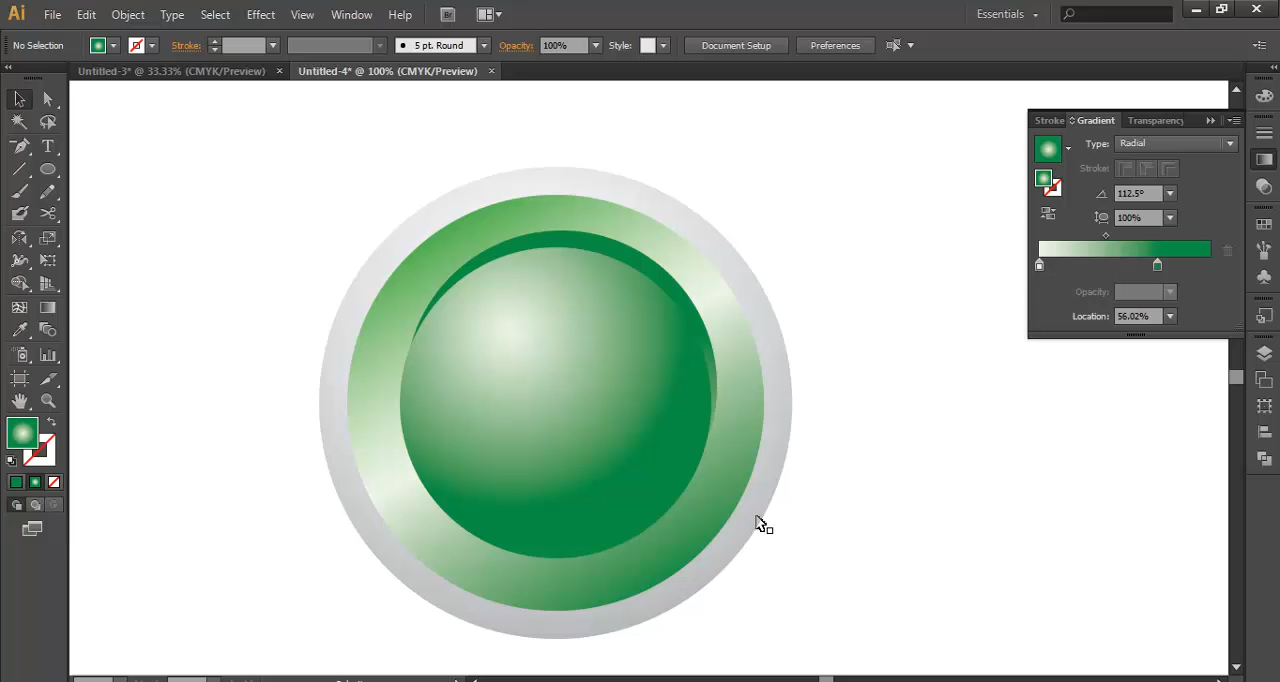 Ai File Edit Object Type Select Effect View Window Help Br Essentials
No Selection Stroke: 5 pt. Round Opacity: 100% Style: Document Setup Preferences
Untitled-3* @ 33.33% (CMYK/Preview) × Untitled-4* @ 100% (CMYK/Preview) ×
Stroke Gradient Transparency
Type: Radial
Stroke:
112.5°
100%
Opacity:
Location: 56.02%
T